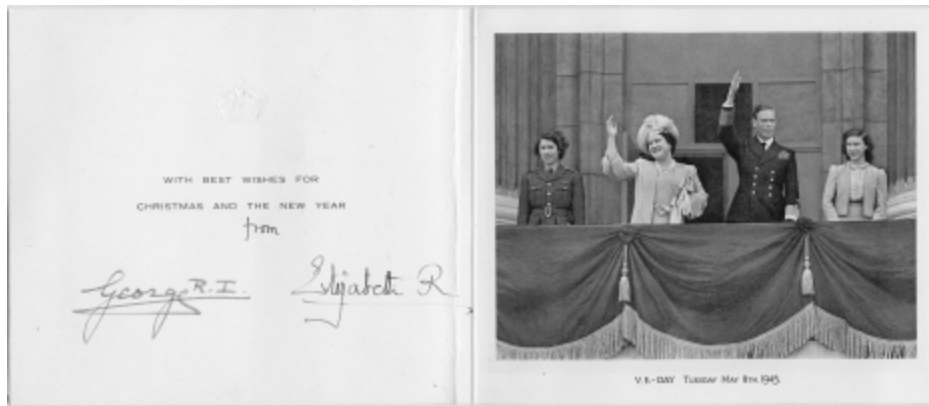 WITH BEST WISHES FOR
CHRISTMAS AND THE NEW YEAR
from
George R.I.
Elizabeth R
V.E-DAY TUESDAY MAY 8TH 1945.